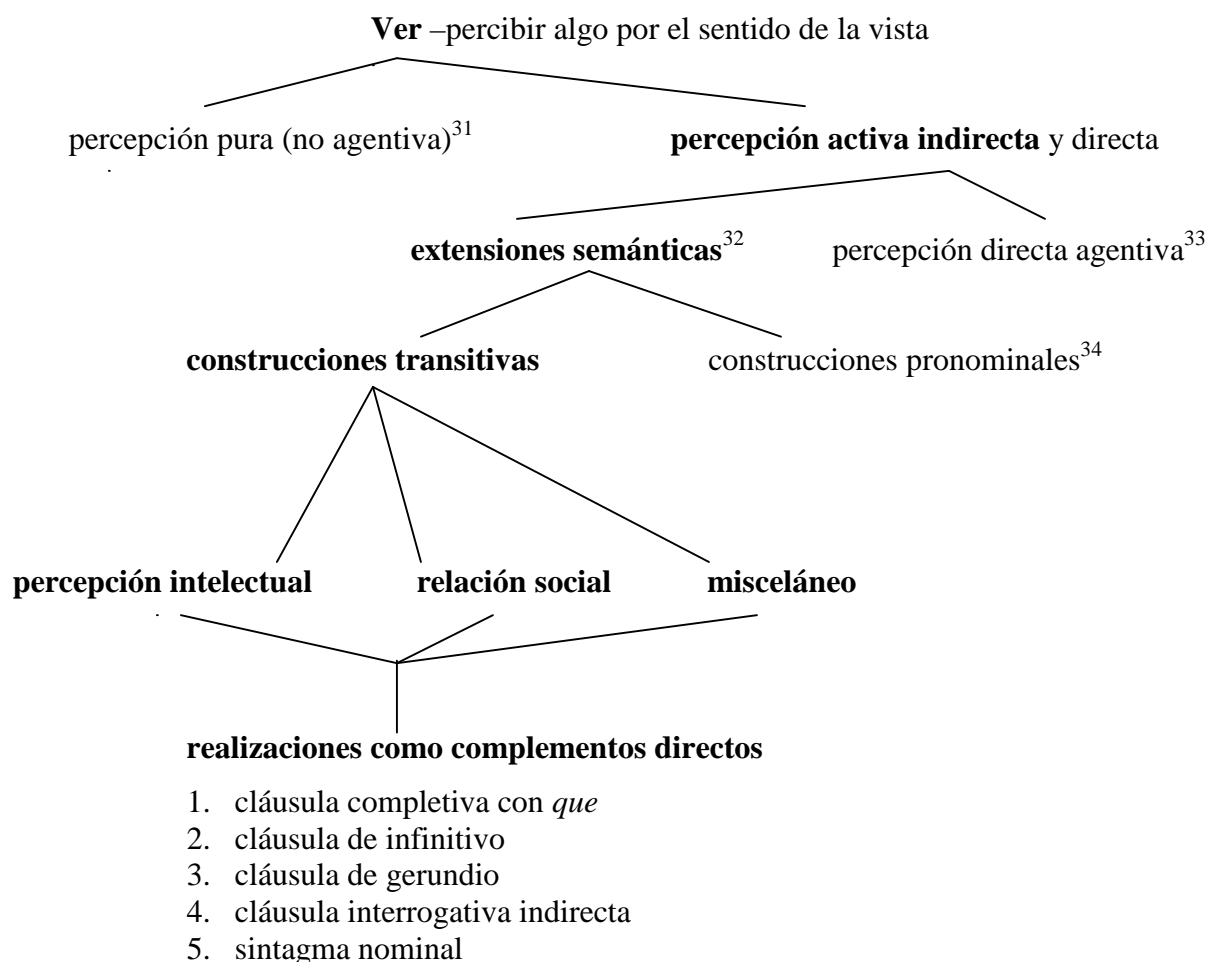 Ver –percibir algo por el sentido de la vista
percepción pura (no agentiva)31
percepción activa indirecta y directa
extensiones semánticas32
percepción directa agentiva33
construcciones transitivas
construcciones pronominales34
percepción intelectual
relación social
misceláneo
realizaciones como complementos directos
1. cláusula completiva con que
2. cláusula de infinitivo
3. cláusula de gerundio
4. cláusula interrogativa indirecta
5. sintagma nominal